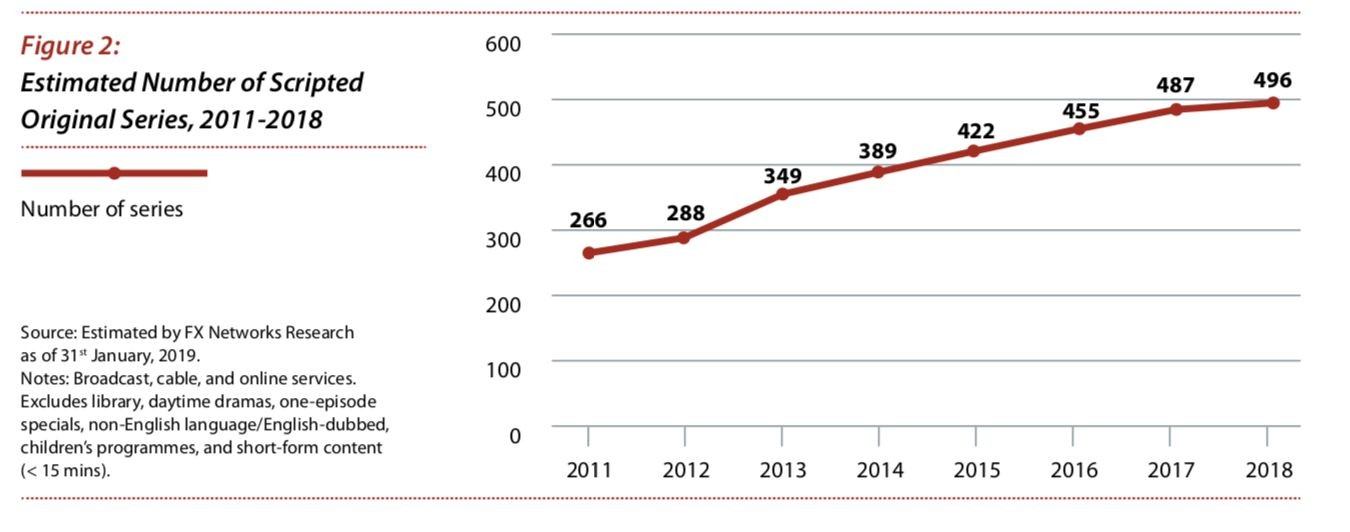 Figure 2:
Estimated Number of Scripted
Original Series, 2011-2018
Number of series
Source: Estimated by FX Networks Research
as of 31st January, 2019.
Notes: Broadcast, cable, and online services.
Excludes library, daytime dramas, one-episode
specials, non-English language/English-dubbed,
children's programmes, and short-form content
(< 15 mins).
600
500
400
300
200
100
0
266
288
349
389
422
455
487
496
2011 2012 2013 2014 2015 2016 2017 2018